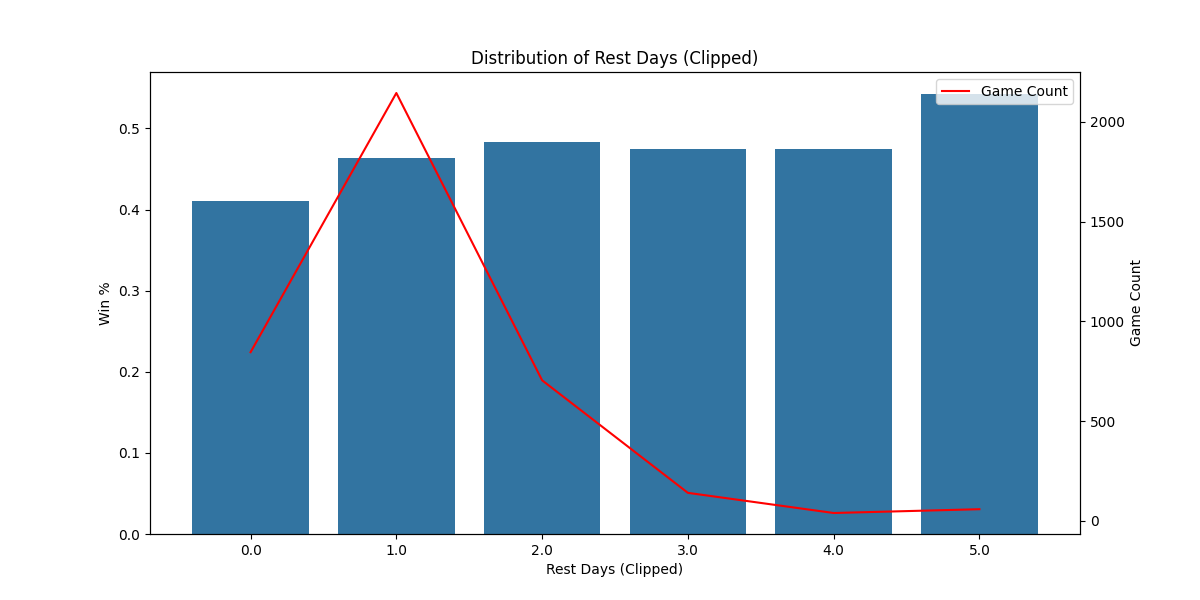 Distribution of Rest Days (Clipped)
Game Count
0.5
0.4
0.3
0.2
0.1
0.0
Win %
2000
1500
1000
500
0
Game Count
0.0 1.0 2.0 3.0 4.0 5.0
Rest Days (Clipped)